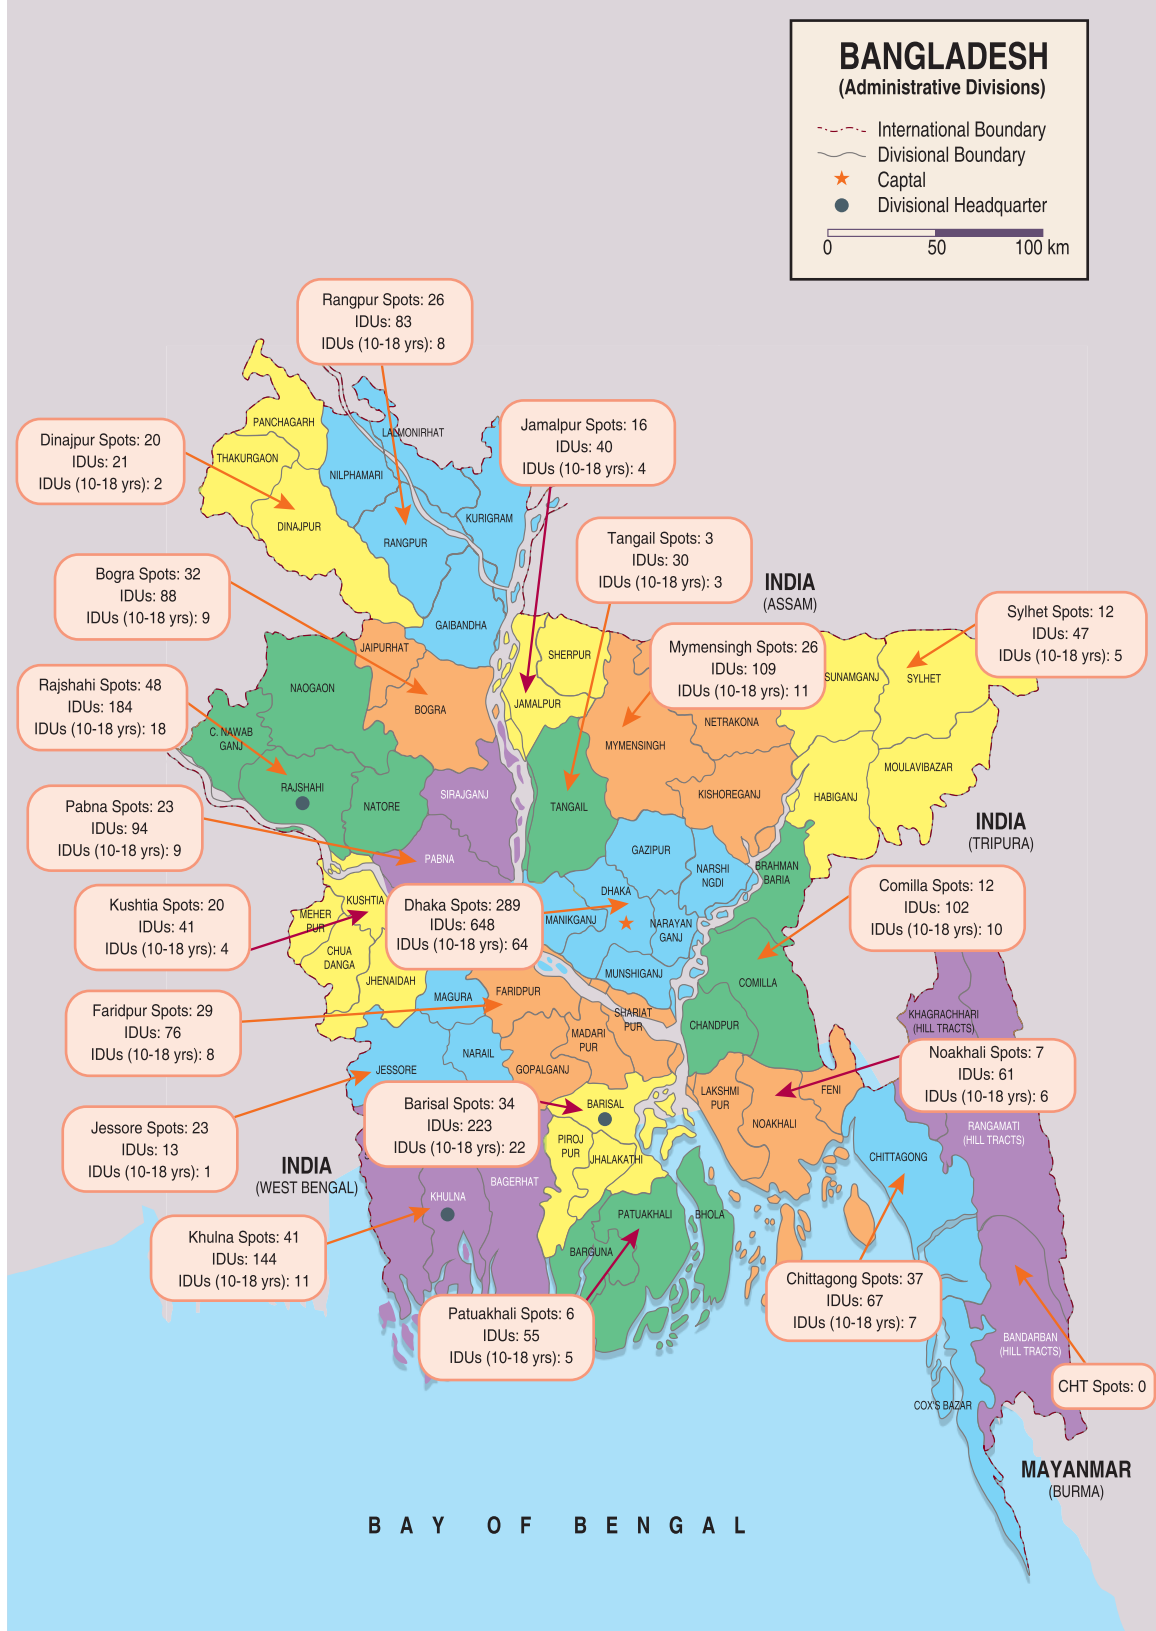 BANGLADESH
(Administrative Divisions)
International Boundary
Divisional Boundary
Captal
Divisional Headquarter
0 50 100 km
Rangpur Spots: 26
IDUs: 83
IDUs (10-18 yrs): 8
Dinajpur Spots: 20
IDUs: 21
IDUs (10-18 yrs): 2
Jamalpur Spots: 16
IDUs: 40
IDUs (10-18 yrs): 4
Tangail Spots: 3
IDUs: 30
IDUs (10-18 yrs): 3
Bogra Spots: 32
IDUs: 88
IDUs (10-18 yrs): 9
Mymensingh Spots: 26
IDUs: 109
IDUs (10-18 yrs): 11
Sylhet Spots: 12
IDUs: 47
IDUs (10-18 yrs): 5
Rajshahi Spots: 48
IDUs: 184
IDUs (10-18 yrs): 18
Pabna Spots: 23
IDUs: 94
IDUs (10-18 yrs): 9
Kushtia Spots: 20
IDUs: 41
IDUs (10-18 yrs): 4
Dhaka Spots: 289
IDUs: 648
IDUs (10-18 yrs): 64
Comilla Spots: 12
IDUs: 102
IDUs (10-18 yrs): 10
Faridpur Spots: 29
IDUs: 76
IDUs (10-18 yrs): 8
Noakhali Spots: 7
IDUs: 61
IDUs (10-18 yrs): 6
Jessore Spots: 23
IDUs: 13
IDUs (10-18 yrs): 1
Barisal Spots: 34
IDUs: 223
IDUs (10-18 yrs): 22
Khulna Spots: 41
IDUs: 144
IDUs (10-18 yrs): 11
Patuakhali Spots: 6
IDUs: 55
IDUs (10-18 yrs): 5
Chittagong Spots: 37
IDUs: 67
IDUs (10-18 yrs): 7
CHT Spots: 0
PANCHAGARH
THAKURGAON
DINAJPUR
LALMONIRHAT
NILPHAMARI
KURIGRAM
RANGPUR
GAIBANDHA
JAIPURHAT
BOGRA
NAOGAON
C. NAWAB
GANJ
RAJSHAHI
NATORE
SIRAJGANJ
PABNA
SHERPUR
JAMALPUR
TANGAIL
MYMENSINGH
NETRAKONA
KISHOREGANJ
SUNAMGANJ
SYLHET
MOULAVIBAZAR
HABIGANJ
GAZIPUR
NARSHI
NGDI
DHAKA
MANIKGANJ
NARAYAN
GANJ
MUNSHIGANJ
BRAHMAN
BARIA
COMILLA
CHANDPUR
KUSHTIA
MEHER
PUR
CHUA
DANGA
JHENAIDAH
MAGURA
NARAIL
JESSORE
FARIDPUR
SHARIAT
PUR
MADARI
PUR
GOPALGANJ
BARISAL
PIROJ
PUR
JHALAKATHI
BAGERHAT
KHULNA
PATUAKHALI
BARGUNA
BHOLA
LAKSHMI
PUR
NOAKHALI
FENI
CHITTAGONG
KHAGRACHHARI
(HILL TRACTS)
RANGAMATI
(HILL TRACTS)
BANDARBAN
(HILL TRACTS)
COX'S BAZAR
INDIA
(ASSAM)
INDIA
(TRIPURA)
INDIA
(WEST BENGAL)
MAYANMAR
(BURMA)
BAY OF BENGAL